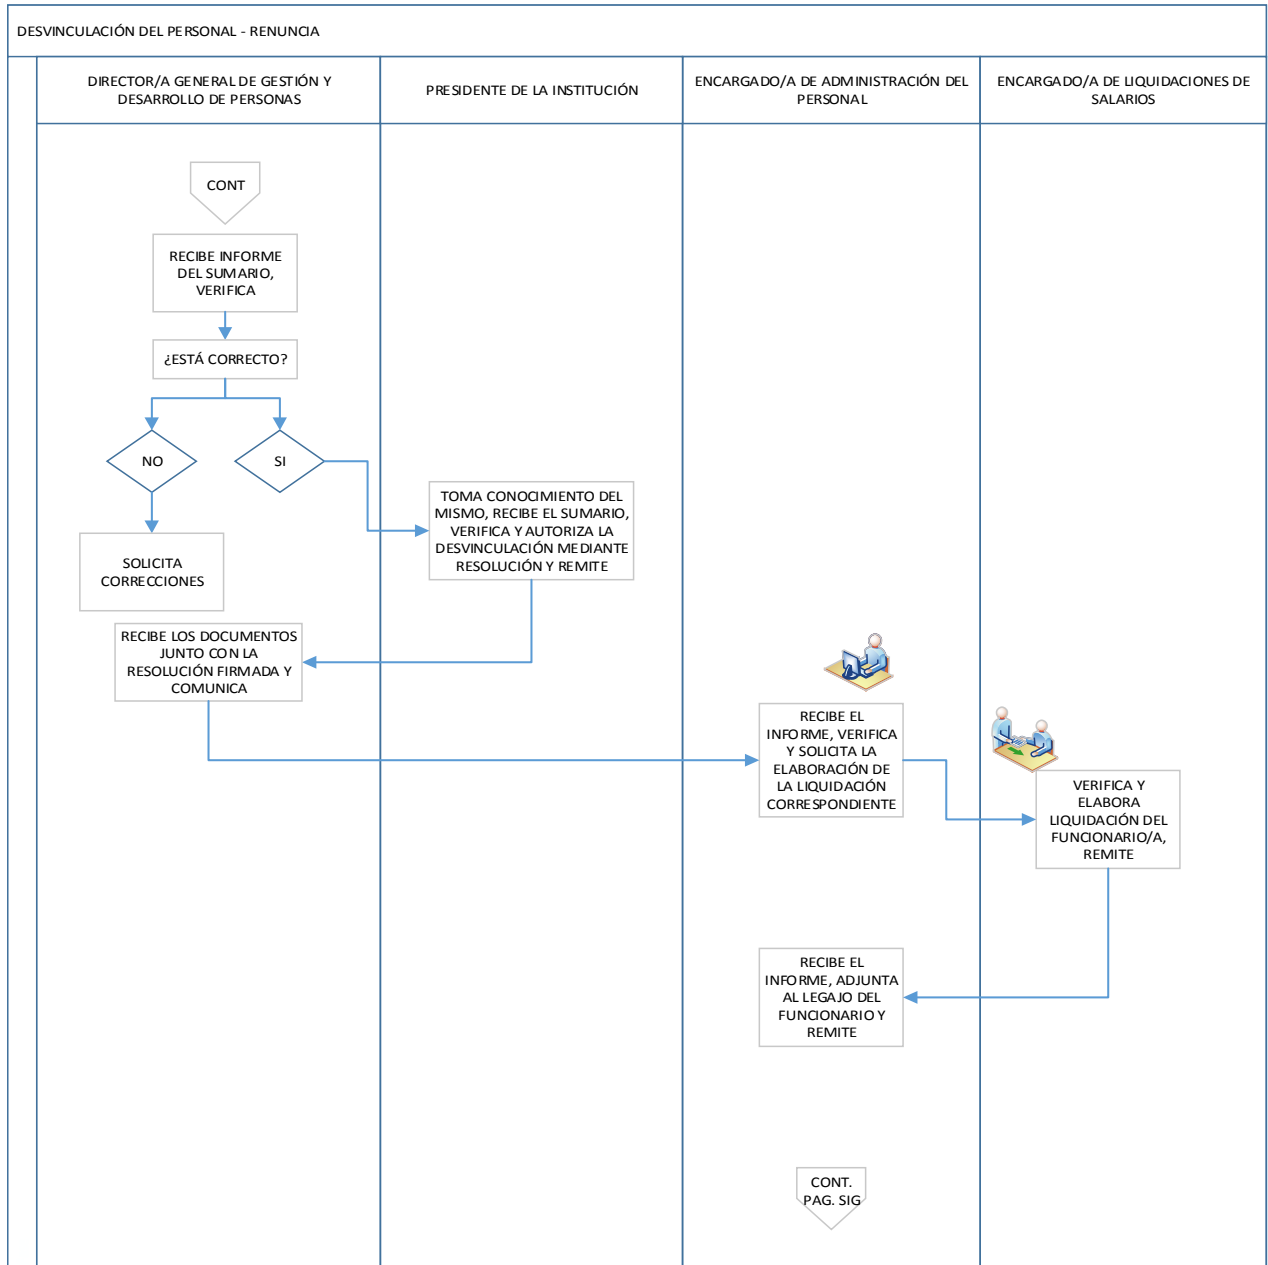 DESVINCULACIÓN DEL PERSONAL - RENUNCIA
DIRECTOR/A GENERAL DE GESTIÓN Y
DESARROLLO DE PERSONAS
PRESIDENTE DE LA INSTITUCIÓN
ENCARGADO/A DE ADMINISTRACIÓN DEL
PERSONAL
ENCARGADO/A DE LIQUIDACIONES DE
SALARIOS
CONT
RECIBE INFORME
DEL SUMARIO,
VERIFICA
¿ESTÁ CORRECTO?
NO
SI
TOMA CONOCIMIENTO DEL
MISMO, RECIBE EL SUMARIO,
VERIFICA Y AUTORIZA LA
DESVINCULACIÓN MEDIANTE
RESOLUCIÓN Y REMITE
SOLICITA
CORRECCIONES
RECIBE LOS DOCUMENTOS
JUNTO CON LA
RESOLUCIÓN FIRMADA Y
COMUNICA
RECIBE EL
INFORME, VERIFICA
Y SOLICITA LA
ELABORACIÓN DE
LA LIQUIDACIÓN
CORRESPONDIENTE
VERIFICA Y
ELABORA
LIQUIDACIÓN DEL
FUNCIONARIO/A,
REMITE
RECIBE EL
INFORME, ADJUNTA
AL LEGAJO DEL
FUNCIONARIO Y
REMITE
CONT.
PAG. SIG